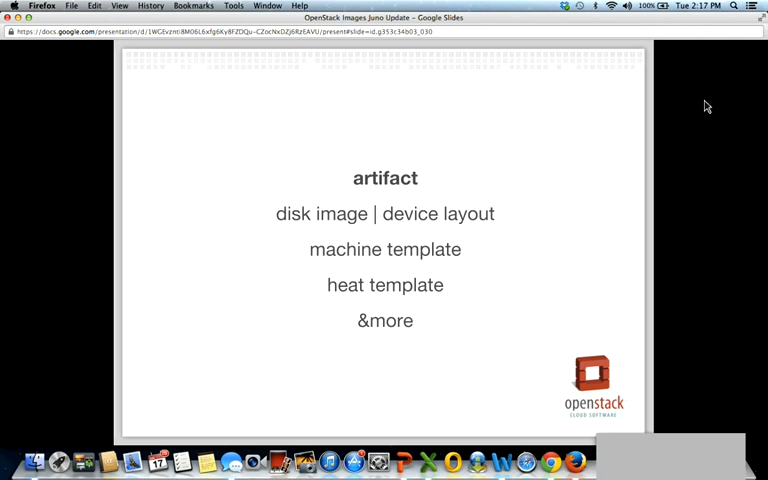 Firefox File Edit View History Bookmarks Tools Window Help 100% Tue 2:17 PM
OpenStack Images Juno Update - Google Slides
artifact
disk image | device layout
machine template
heat template
&more
openstack
CLOUD SOFTWARE
17